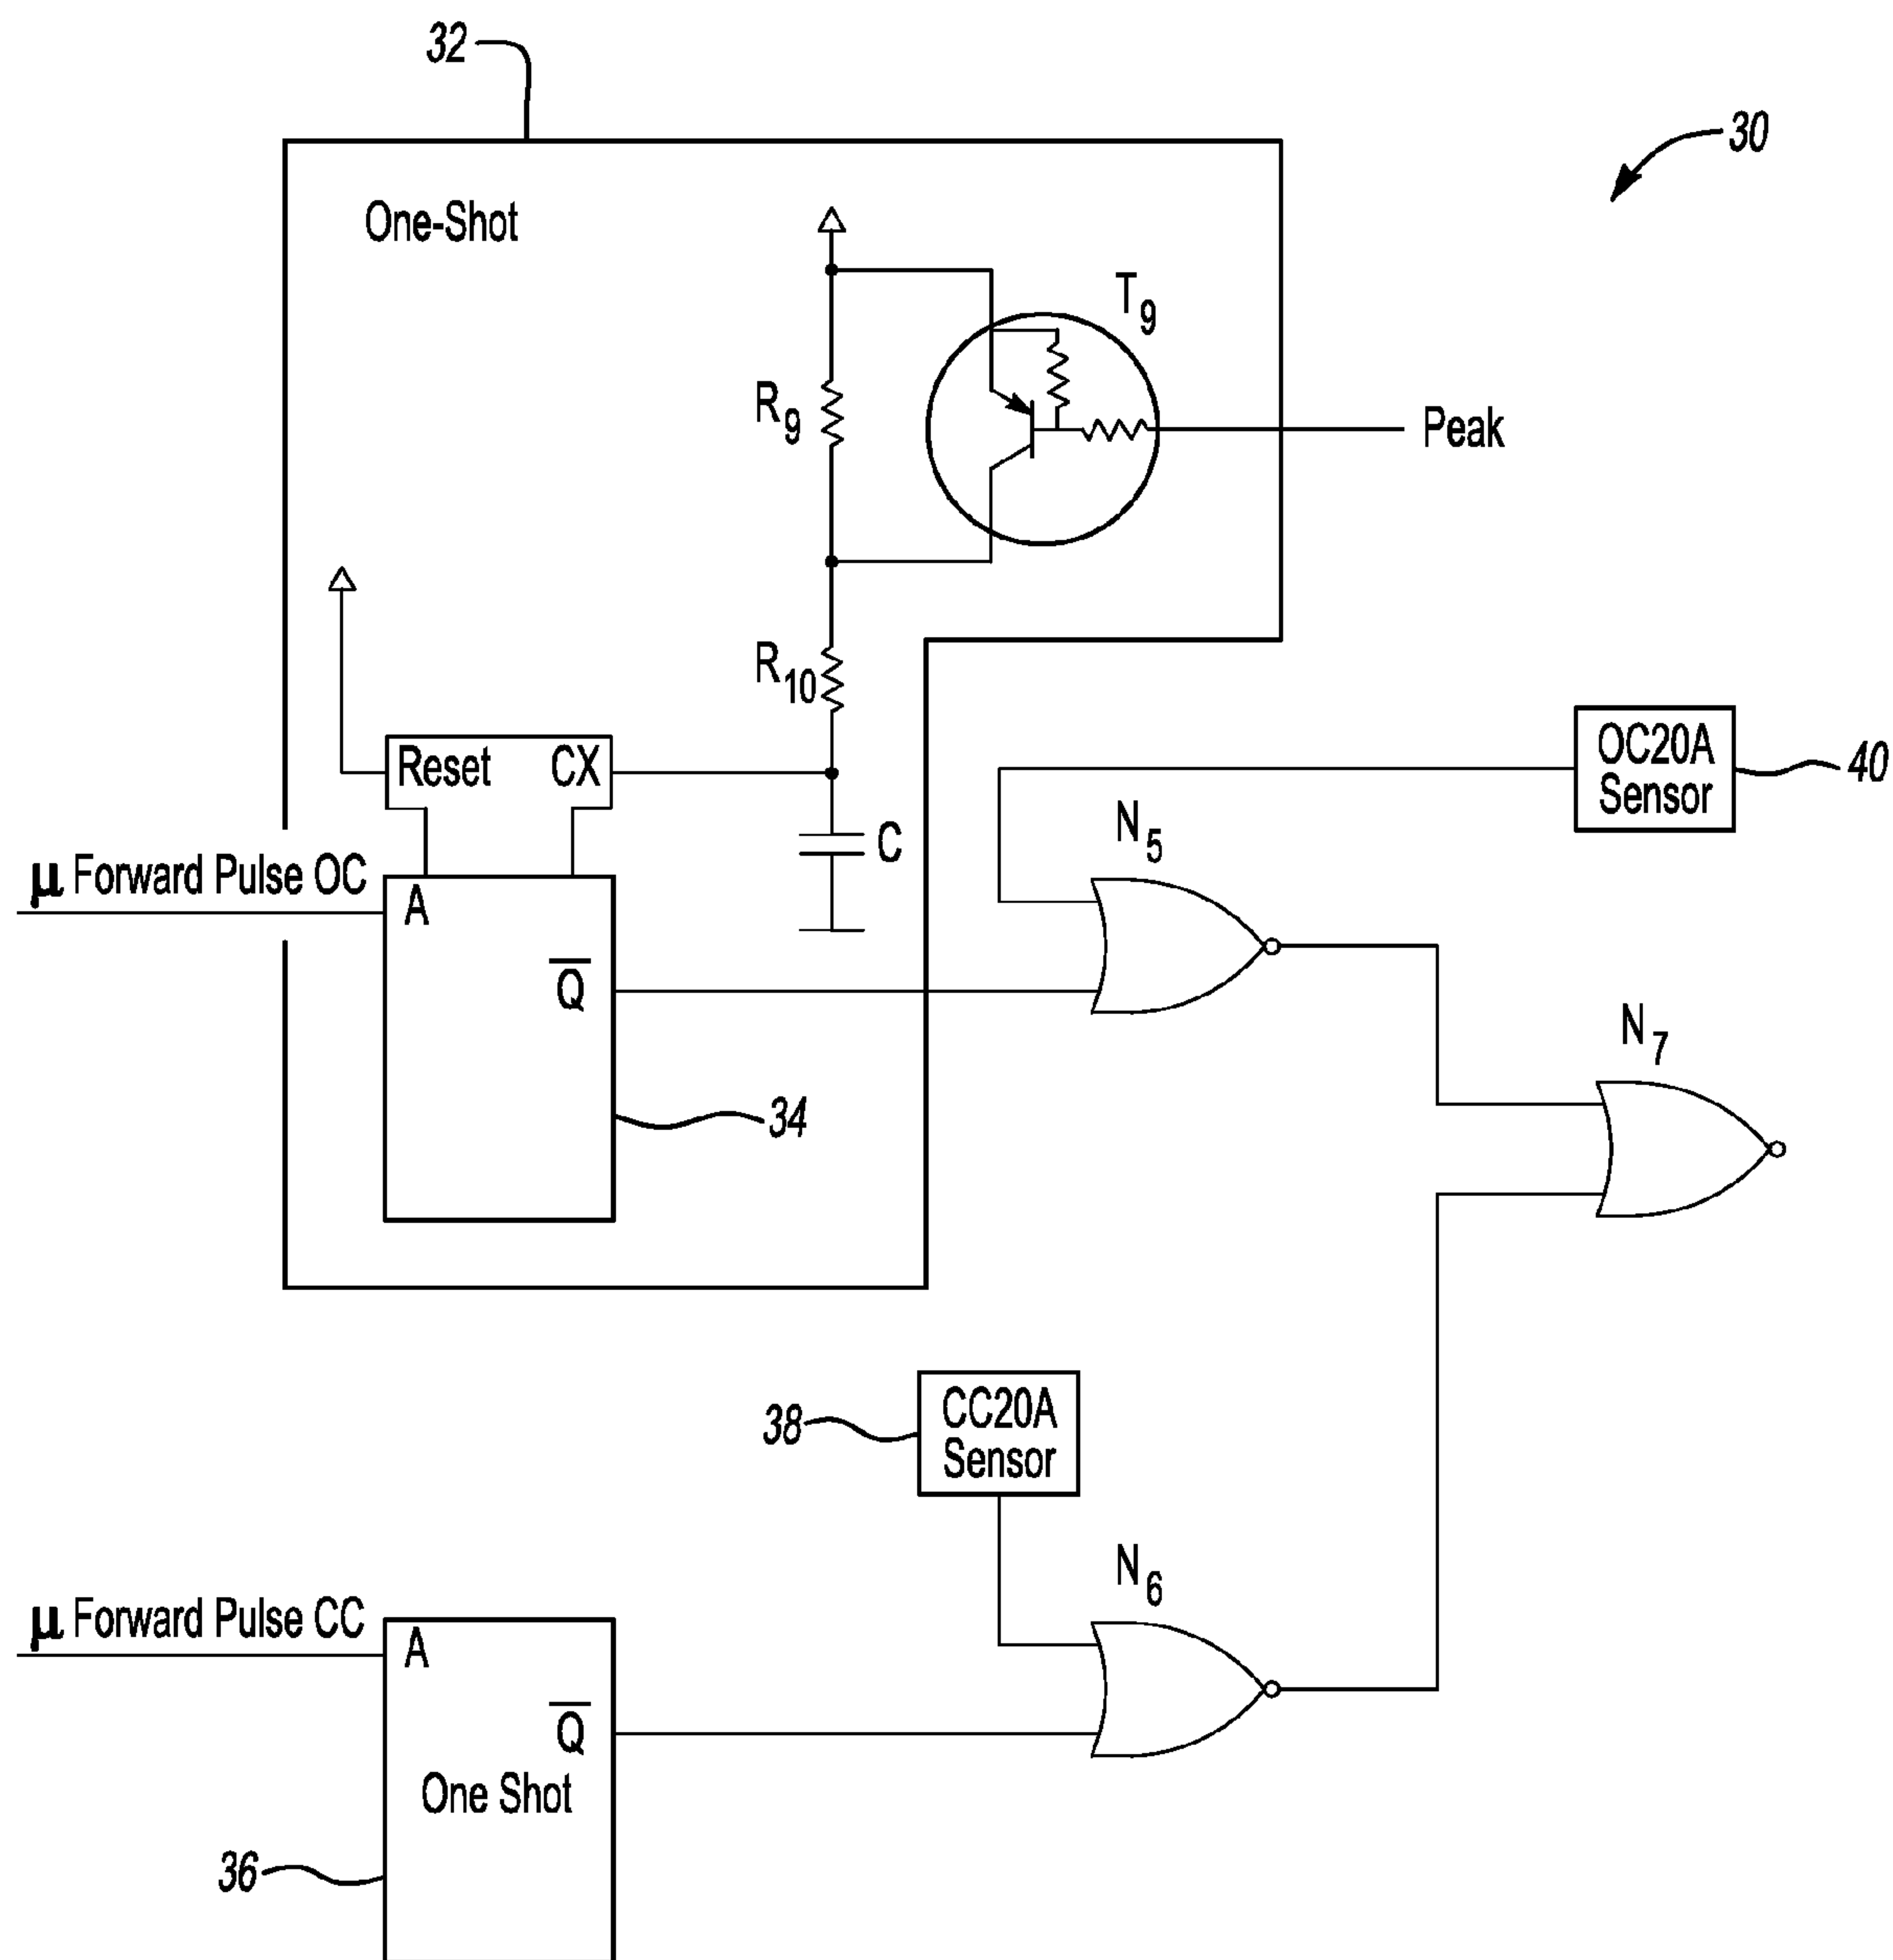 32
30
One-Shot
T9
R9
Peak
R10
Reset CX
OC20A
Sensor
40
C
N5
μ Forward Pulse OC
A
Q̅
N7
34
CC20A
Sensor
38
N6
μ Forward Pulse CC
A
Q̅
One Shot
36